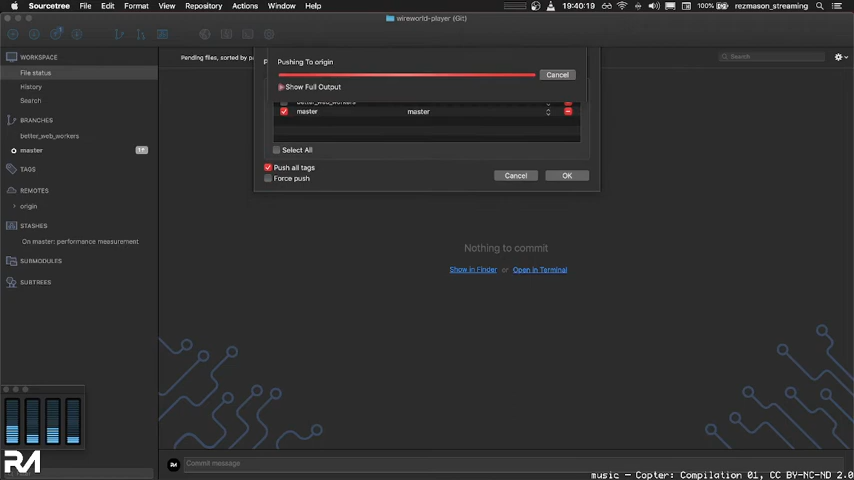 Sourcetree File Edit Format View Repository Actions Window Help 100% 19:40:19 rezmason_streaming
wireworld-player (Git)
WORKSPACE
File status
History
Search
BRANCHES
better_web_workers
master
TAGS
REMOTES
origin
STASHES
On master: performance measurement
SUBMODULES
SUBTREES
Pending files, sorted by pa
Search
Pushing To origin
Cancel
Show Full Output
better_web_workers
master master
Select All
Push all tags
Force push
Cancel OK
Nothing to commit
Show in Finder or Open in Terminal
Commit message
RM
music - Copter: Compilation 01, CC BY-NC-ND 2.0